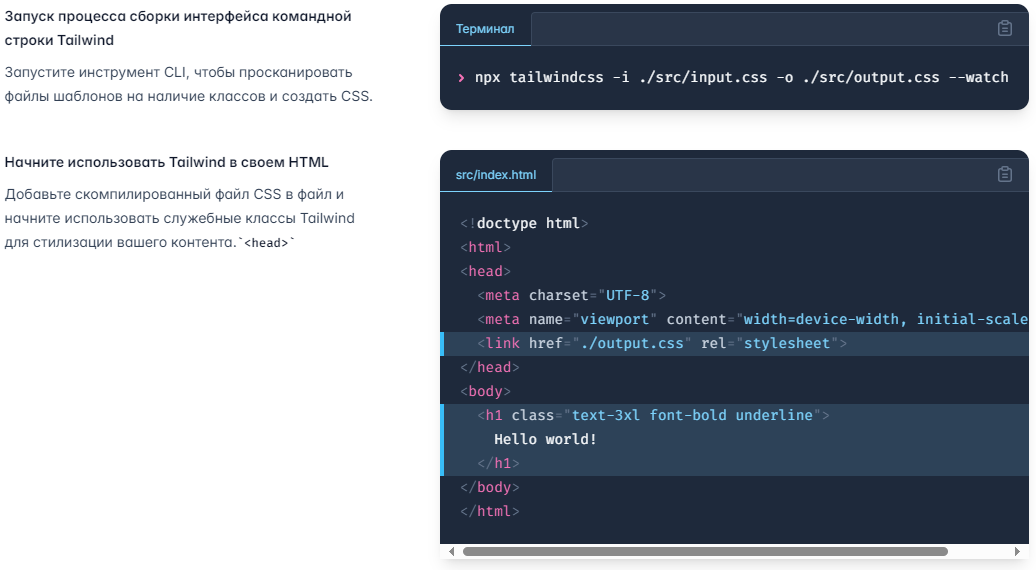 Запуск процесса сборки интерфейса командной
строки Tailwind
Запустите инструмент CLI, чтобы просканировать
файлы шаблонов на наличие классов и создать CSS.
Терминал
> npx tailwindcss -i ./src/input.css -o ./src/output.css --watch
Начните использовать Tailwind в своем HTML
Добавьте скомпилированный файл CSS в файл и
начните использовать служебные классы Tailwind
для стилизации вашего контента.`<head>`
src/index.html
<!doctype html>
<html>
<head>
  <meta charset="UTF-8">
  <meta name="viewport" content="width=device-width, initial-scale
  <link href="./output.css" rel="stylesheet">
</head>
<body>
  <h1 class="text-3xl font-bold underline">
    Hello world!
  </h1>
</body>
</html>